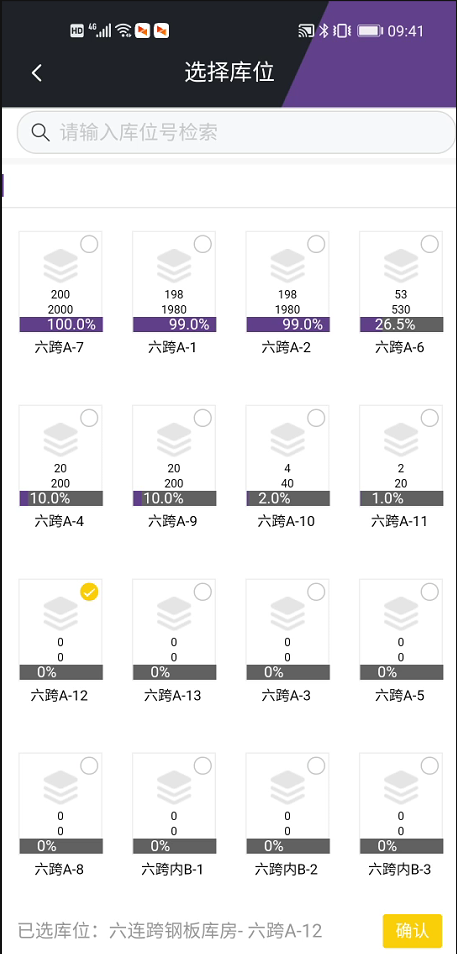 HD 4G 09:41
选择库位
请输入库位号检索
200 198 198 53
2000 1980 1980 530
100.0% 99.0% 99.0% 26.5%
六跨A-7 六跨A-1 六跨A-2 六跨A-6
20 20 4 2
200 200 40 20
10.0% 10.0% 2.0% 1.0%
六跨A-4 六跨A-9 六跨A-10 六跨A-11
0 0 0 0
0 0 0 0
0% 0% 0% 0%
六跨A-12 六跨A-13 六跨A-3 六跨A-5
0 0 0 0
0 0 0 0
0% 0% 0% 0%
六跨A-8 六跨内B-1 六跨内B-2 六跨内B-3
已选库位：六连跨钢板库房- 六跨A-12 确认